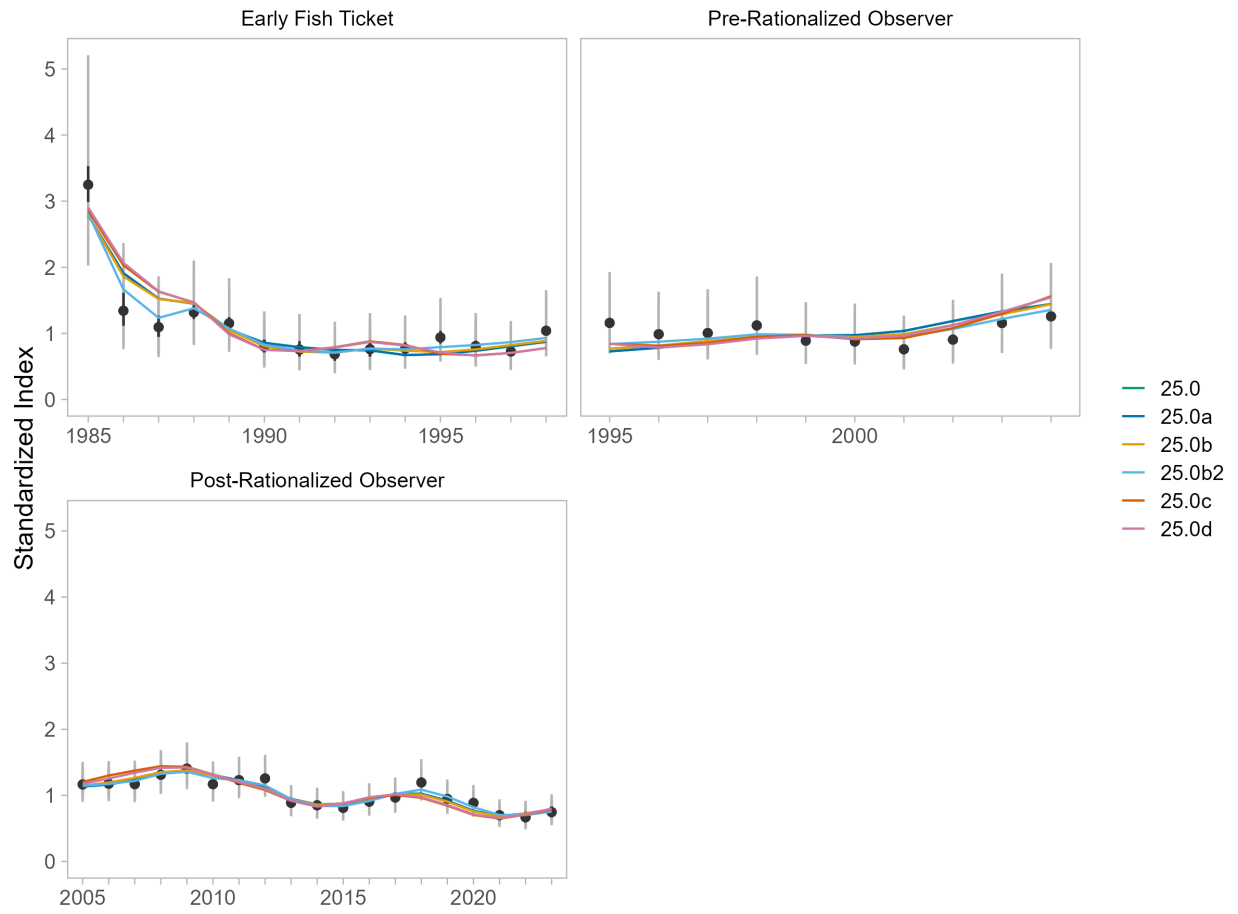 Early Fish Ticket
Pre-Rationalized Observer
5
4
3
2
1
0
1985
1990
1995
1995
2000
Standardized Index
25.0
25.0a
25.0b
25.0b2
25.0c
25.0d
Post-Rationalized Observer
5
4
3
2
1
0
2005
2010
2015
2020